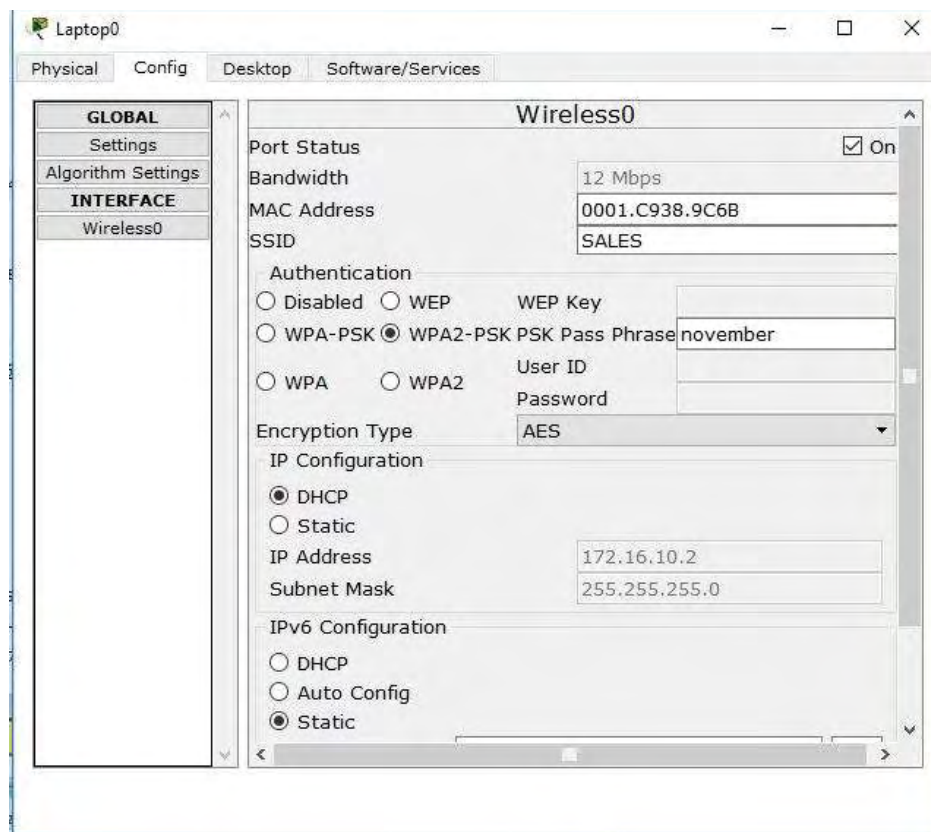 Laptop0
Physical Config Desktop Software/Services
GLOBAL
Settings
Algorithm Settings
INTERFACE
Wireless0
Wireless0
Port Status On
Bandwidth 12 Mbps
MAC Address 0001.C938.9C6B
SSID SALES
Authentication
Disabled WEP WEP Key
WPA-PSK WPA2-PSK PSK Pass Phrase november
User ID
WPA WPA2
Password
Encryption Type AES
IP Configuration
DHCP
Static
IP Address 172.16.10.2
Subnet Mask 255.255.255.0
IPv6 Configuration
DHCP
Auto Config
Static